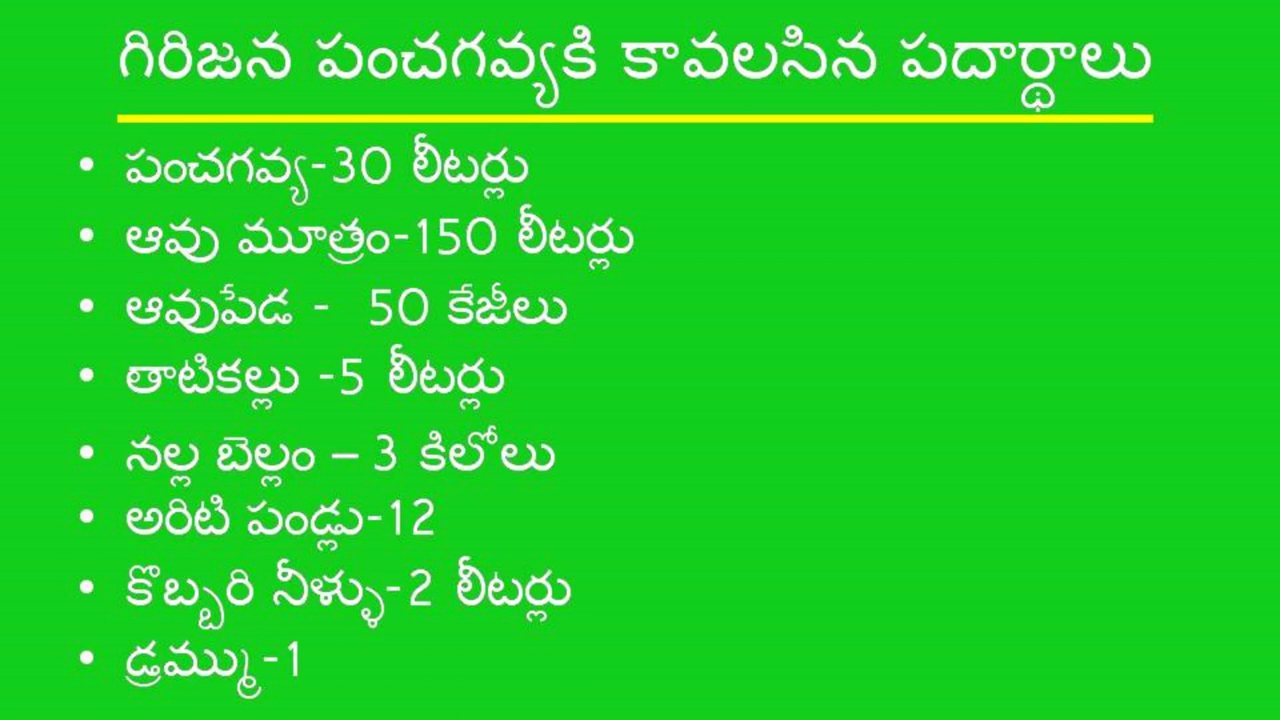 గిరిజన పంచగవ్యకి కావలసిన పదార్థాలు
• పంచగవ్య-30 లీటర్లు
• ఆవు మూత్రం-150 లీటర్లు
• ఆవుపేడ - 50 కేజీలు
• తాటికల్లు -5 లీటర్లు
• నల్ల బెల్లం – 3 కిలోలు
• అరిటి పండ్లు-12
• కొబ్బరి నీళ్ళు-2 లీటర్లు
• డ్రమ్ము-1